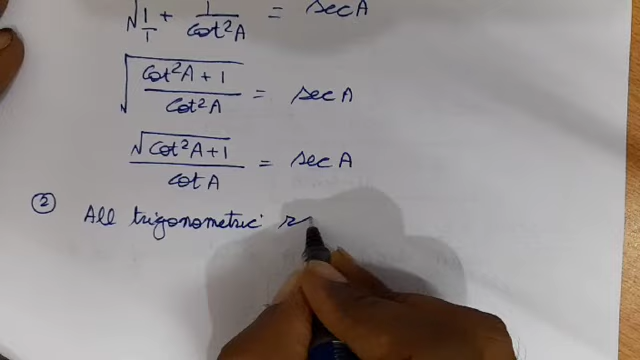 √1/1 + 1/cot²A = secA
√(cot²A + 1)/cot²A = secA
√(cot²A+1)/cotA = secA
② All trigonometric